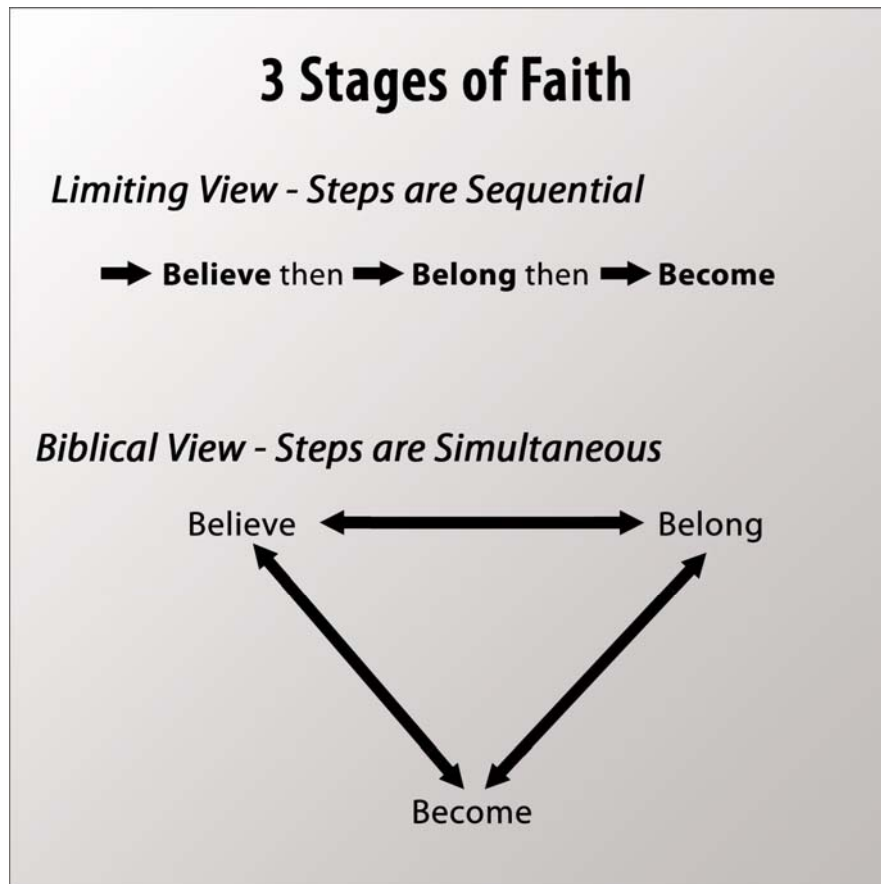 3 Stages of Faith
Limiting View - Steps are Sequential
Believe then Belong then Become
Biblical View - Steps are Simultaneous
Believe Belong
Become